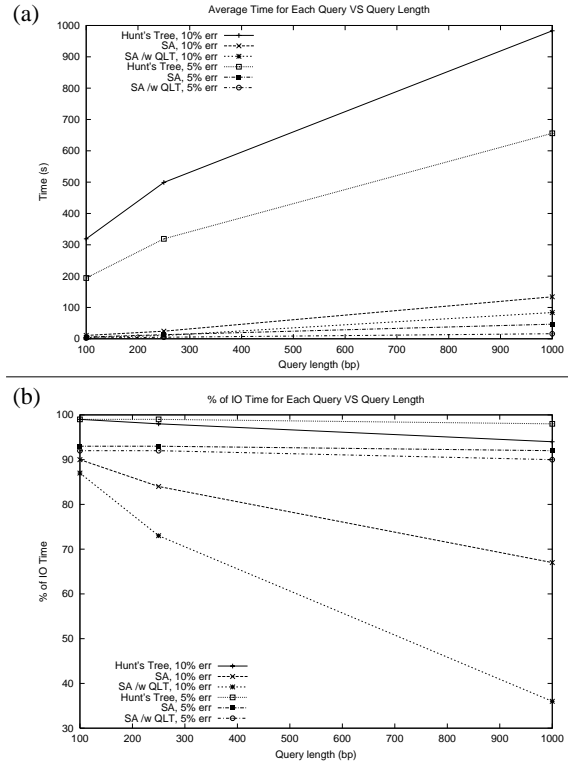 (a)
Average Time for Each Query VS Query Length
Hunt's Tree, 10% err
SA, 10% err
SA /w QLT, 10% err
Hunt's Tree, 5% err
SA, 5% err
SA /w QLT, 5% err
1000
900
800
700
600
500
400
300
200
100
0
Time (s)
100 200 300 400 500 600 700 800 900 1000
Query length (bp)
(b)
% of IO Time for Each Query VS Query Length
100
90
80
70
60
50
40
30
% of IO Time
Hunt's Tree, 10% err
SA, 10% err
SA /w QLT, 10% err
Hunt's Tree, 5% err
SA, 5% err
SA /w QLT, 5% err
100 200 300 400 500 600 700 800 900 1000
Query length (bp)